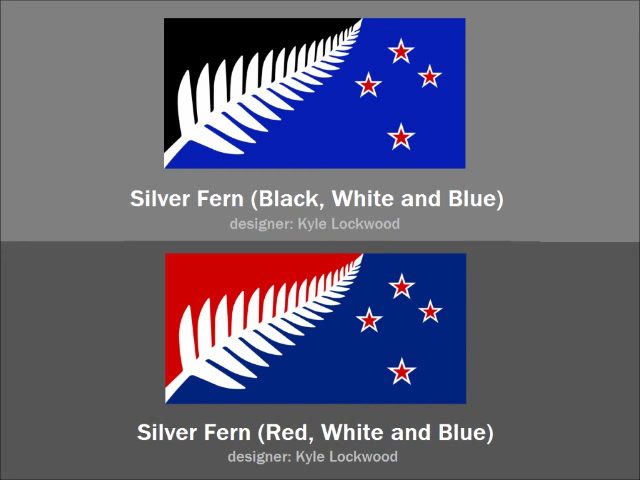 Silver Fern (Black, White and Blue)
designer: Kyle Lockwood
Silver Fern (Red, White and Blue)
designer: Kyle Lockwood